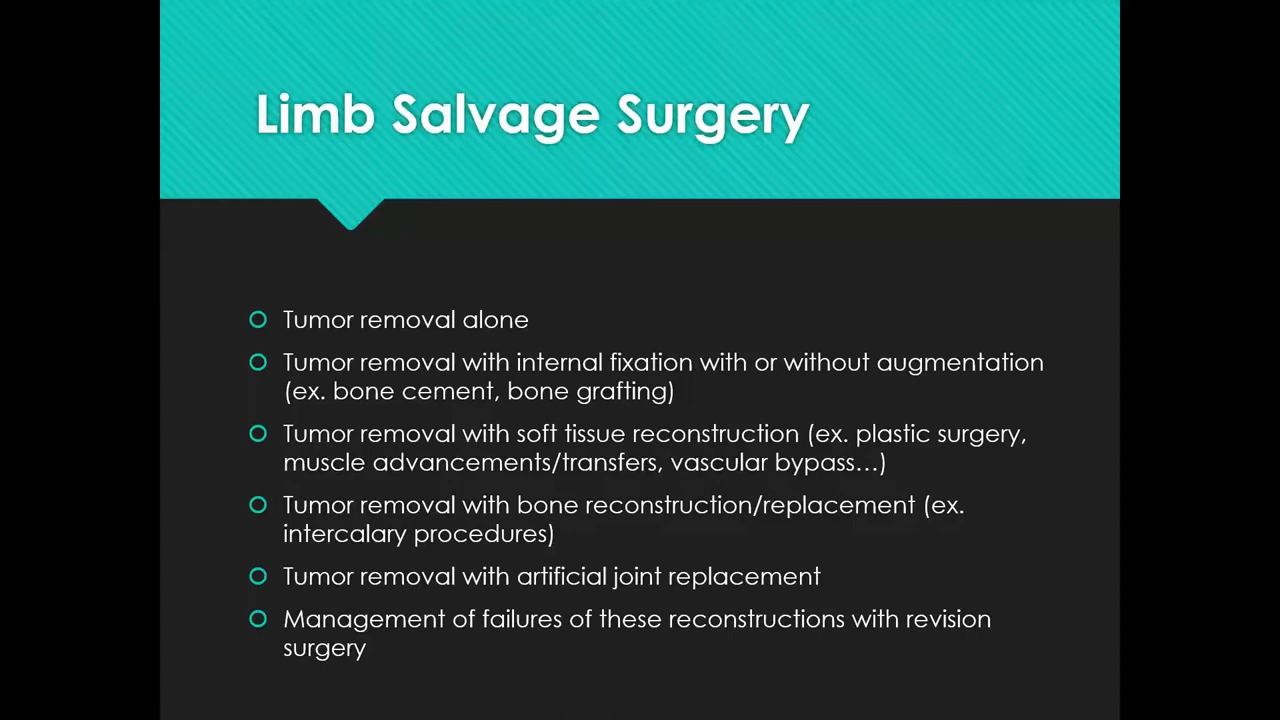 Limb Salvage Surgery
Tumor removal alone
Tumor removal with internal fixation with or without augmentation
(ex. bone cement, bone grafting)
Tumor removal with soft tissue reconstruction (ex. plastic surgery,
muscle advancements/transfers, vascular bypass…)
Tumor removal with bone reconstruction/replacement (ex.
intercalary procedures)
Tumor removal with artificial joint replacement
Management of failures of these reconstructions with revision
surgery